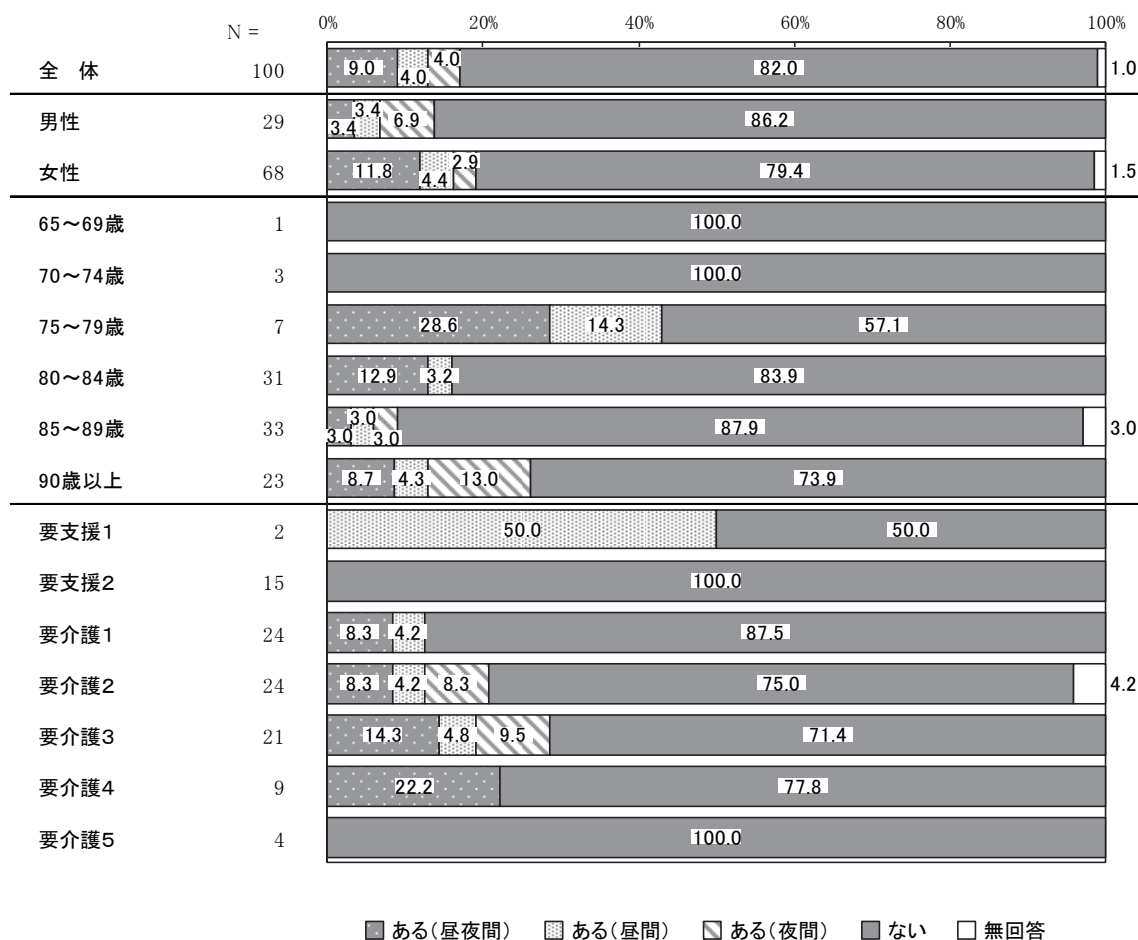 N =
0% 20% 40% 60% 80% 100%
全　体 100 9.0 4.0 4.0 82.0 1.0
男性 29 3.4 3.4 6.9 86.2
女性 68 11.8 4.4 2.9 79.4 1.5
65～69歳 1 100.0
70～74歳 3 100.0
75～79歳 7 28.6 14.3 57.1
80～84歳 31 12.9 3.2 83.9
85～89歳 33 3.0 3.0 3.0 87.9 3.0
90歳以上 23 8.7 4.3 13.0 73.9
要支援1 2 50.0 50.0
要支援2 15 100.0
要介護1 24 8.3 4.2 87.5
要介護2 24 8.3 4.2 8.3 75.0 4.2
要介護3 21 14.3 4.8 9.5 71.4
要介護4 9 22.2 77.8
要介護5 4 100.0
ある(昼夜間) ある(昼間) ある(夜間) ない 無回答